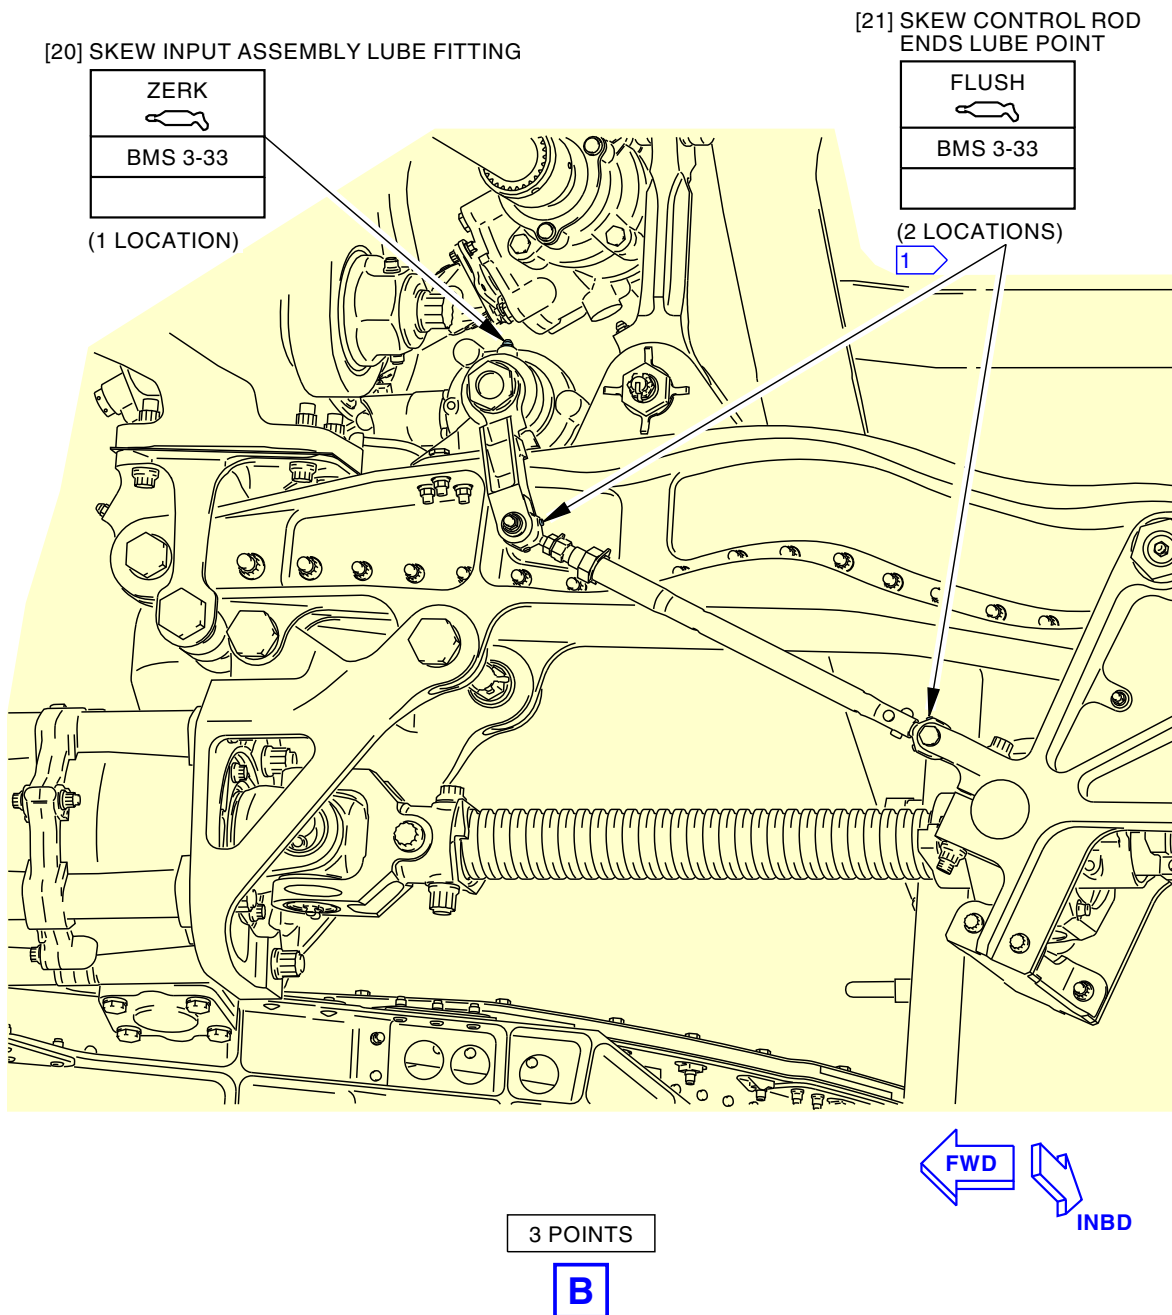 [20] SKEW INPUT ASSEMBLY LUBE FITTING
ZERK
BMS 3-33
(1 LOCATION)
[21] SKEW CONTROL ROD
ENDS LUBE POINT
FLUSH
BMS 3-33
(2 LOCATIONS)
1
FWD
INBD
3 POINTS
B